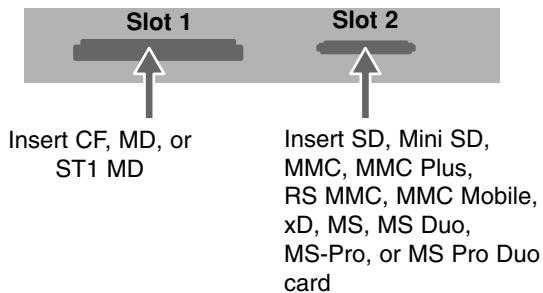 Slot 1
Slot 2
Insert CF, MD, or
ST1 MD
Insert SD, Mini SD,
MMC, MMC Plus,
RS MMC, MMC Mobile,
xD, MS, MS Duo,
MS-Pro, or MS Pro Duo
card